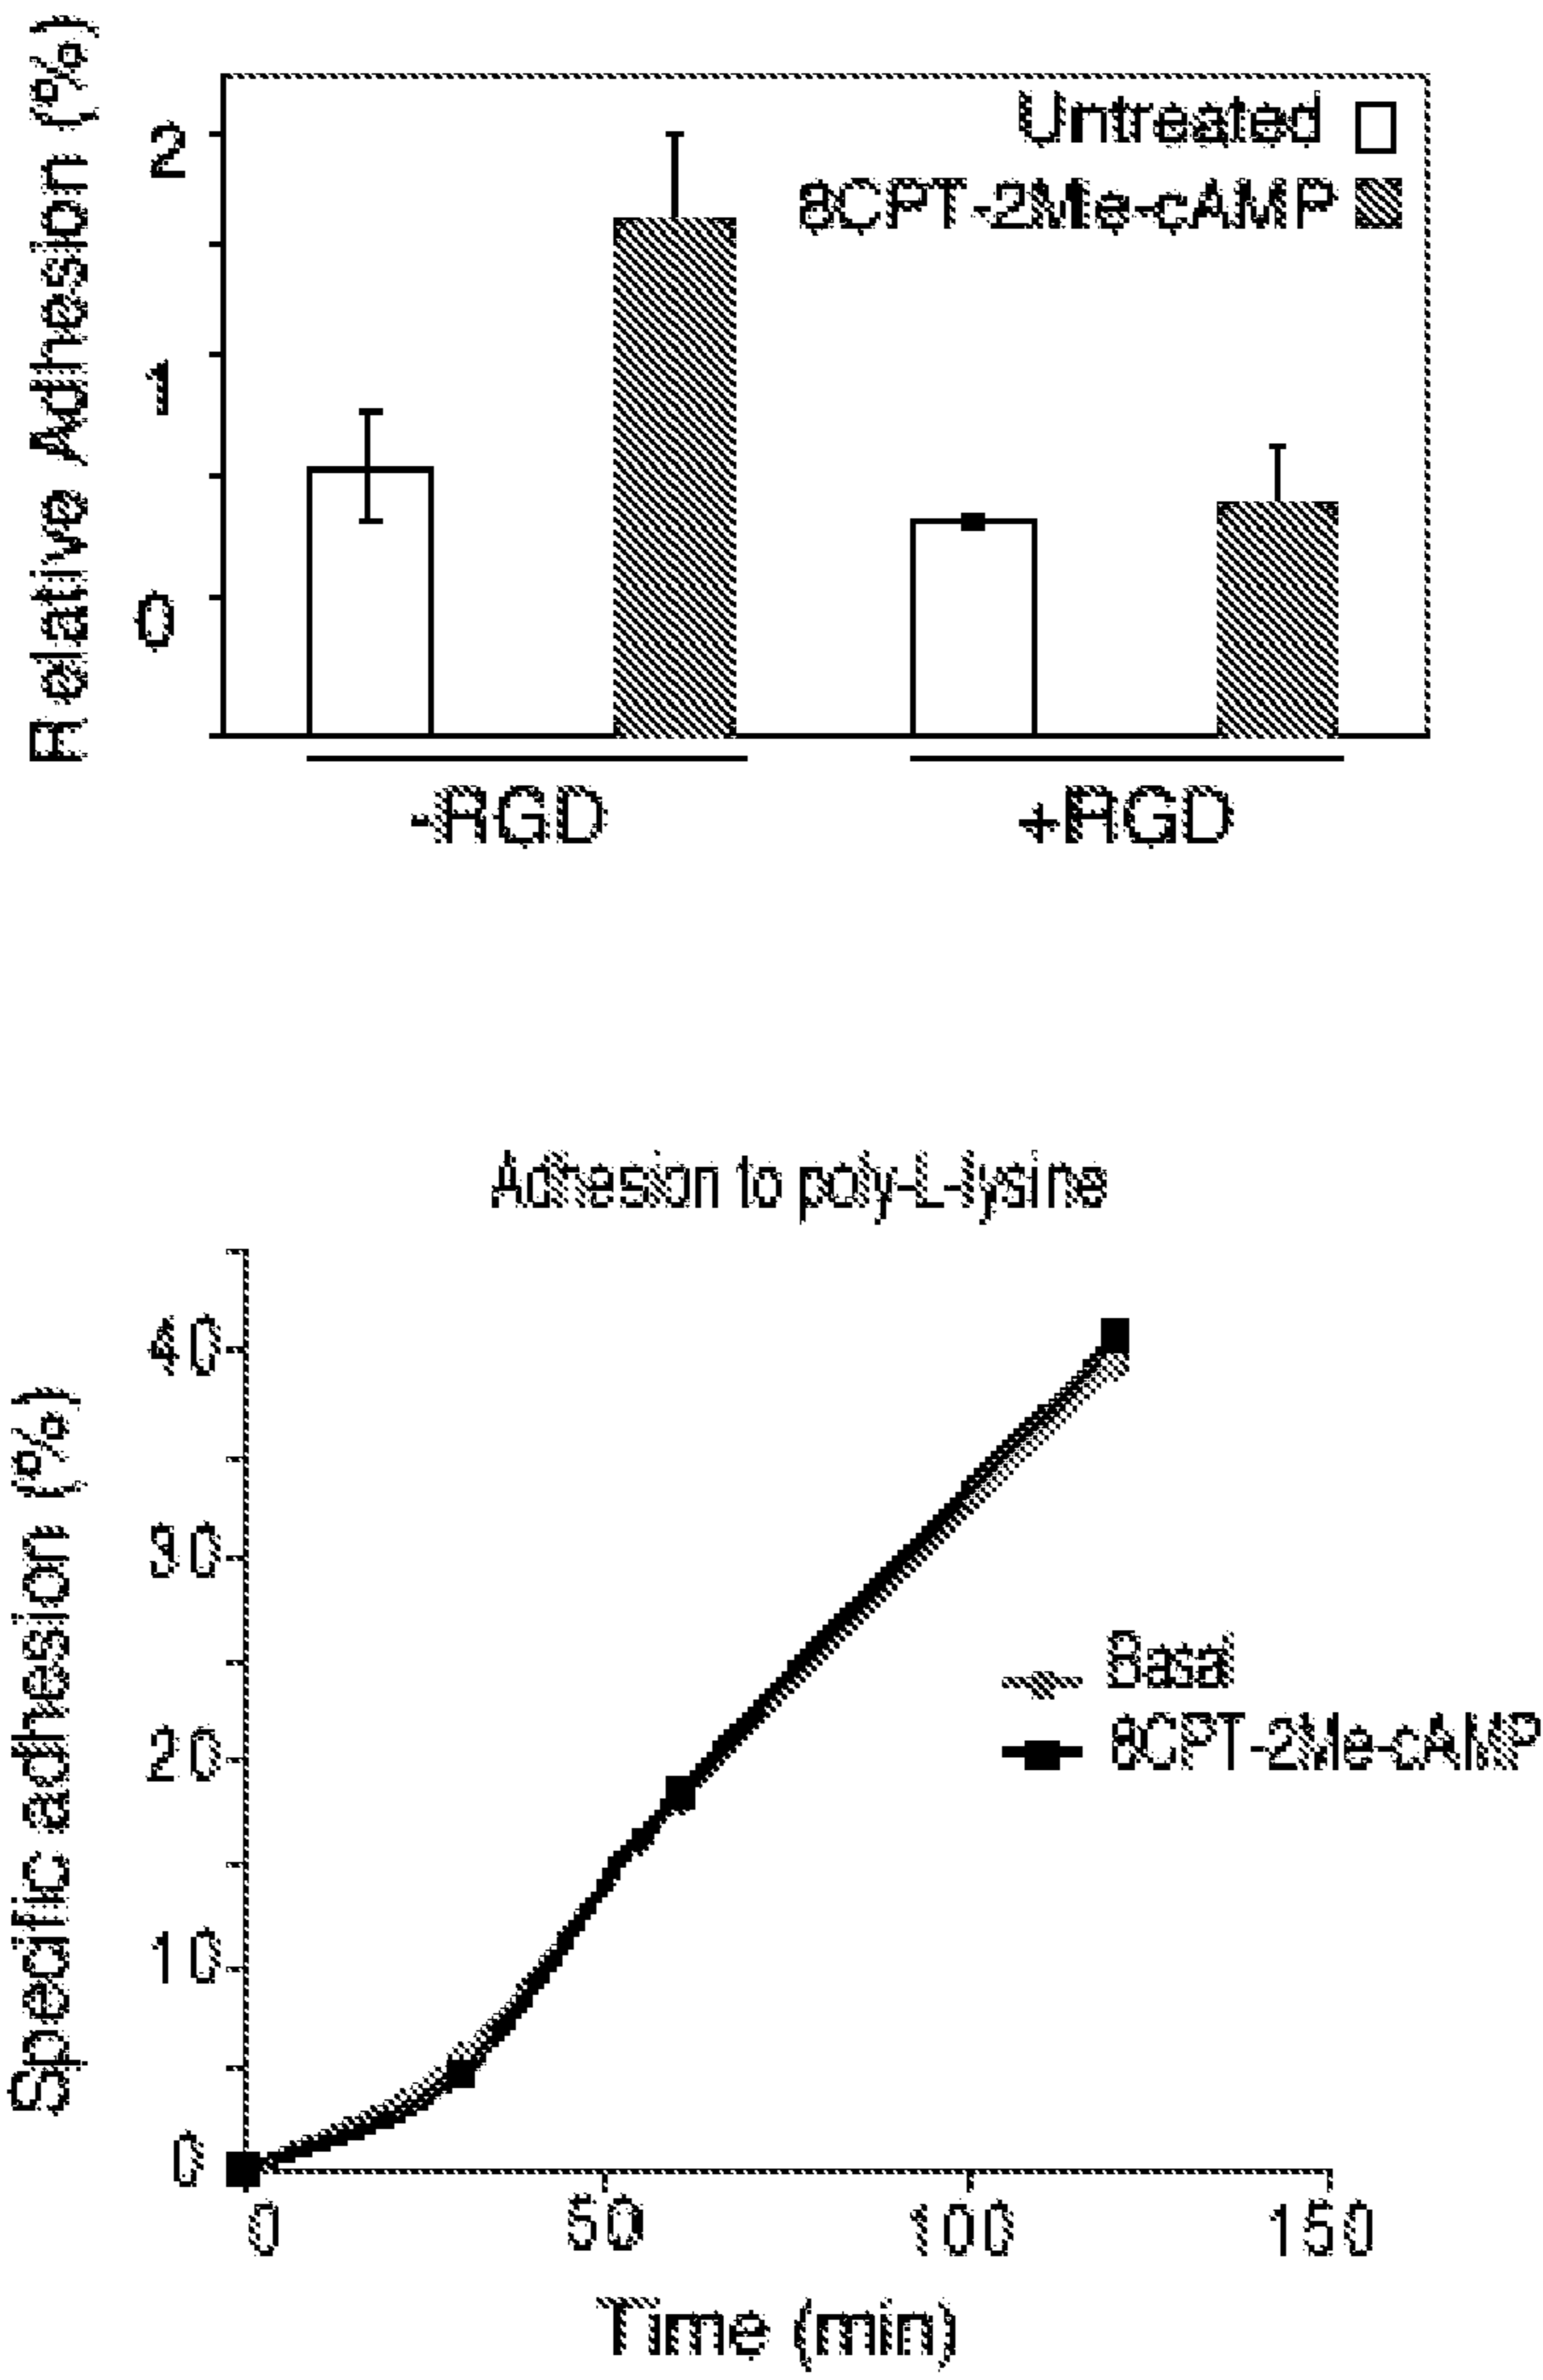 Relative Adhesion (%)
2
1
0
Untreated
8CPT-2Me-cAMP
-RGD
+RGD
Adhesion to poly-L-lysine
Specific adhesion (%)
40
30
20
10
0
Basal
8CPT-2Me-cAMP
0 50 100 150
Time (min)